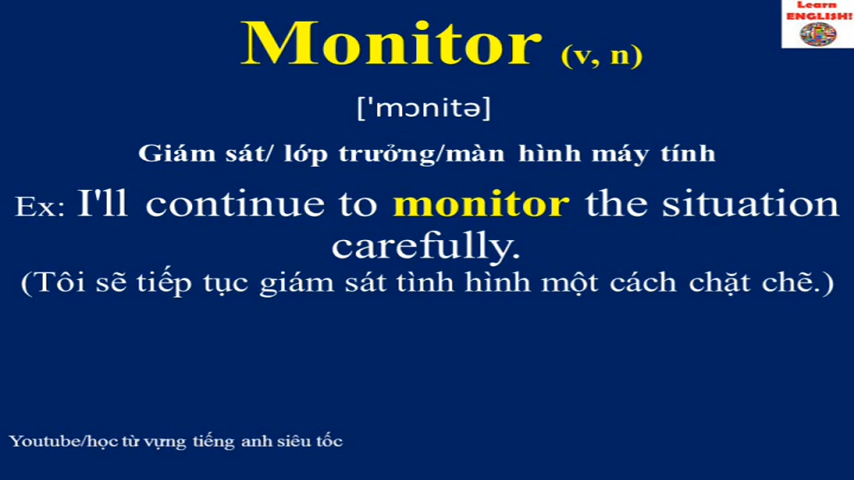 Learn
ENGLISH!
Monitor (v, n)
['mɔnitə]
Giám sát/ lớp trưởng/màn hình máy tính
Ex: I'll continue to monitor the situation
carefully.
(Tôi sẽ tiếp tục giám sát tình hình một cách chặt chẽ.)
Youtube/học từ vựng tiếng anh siêu tốc